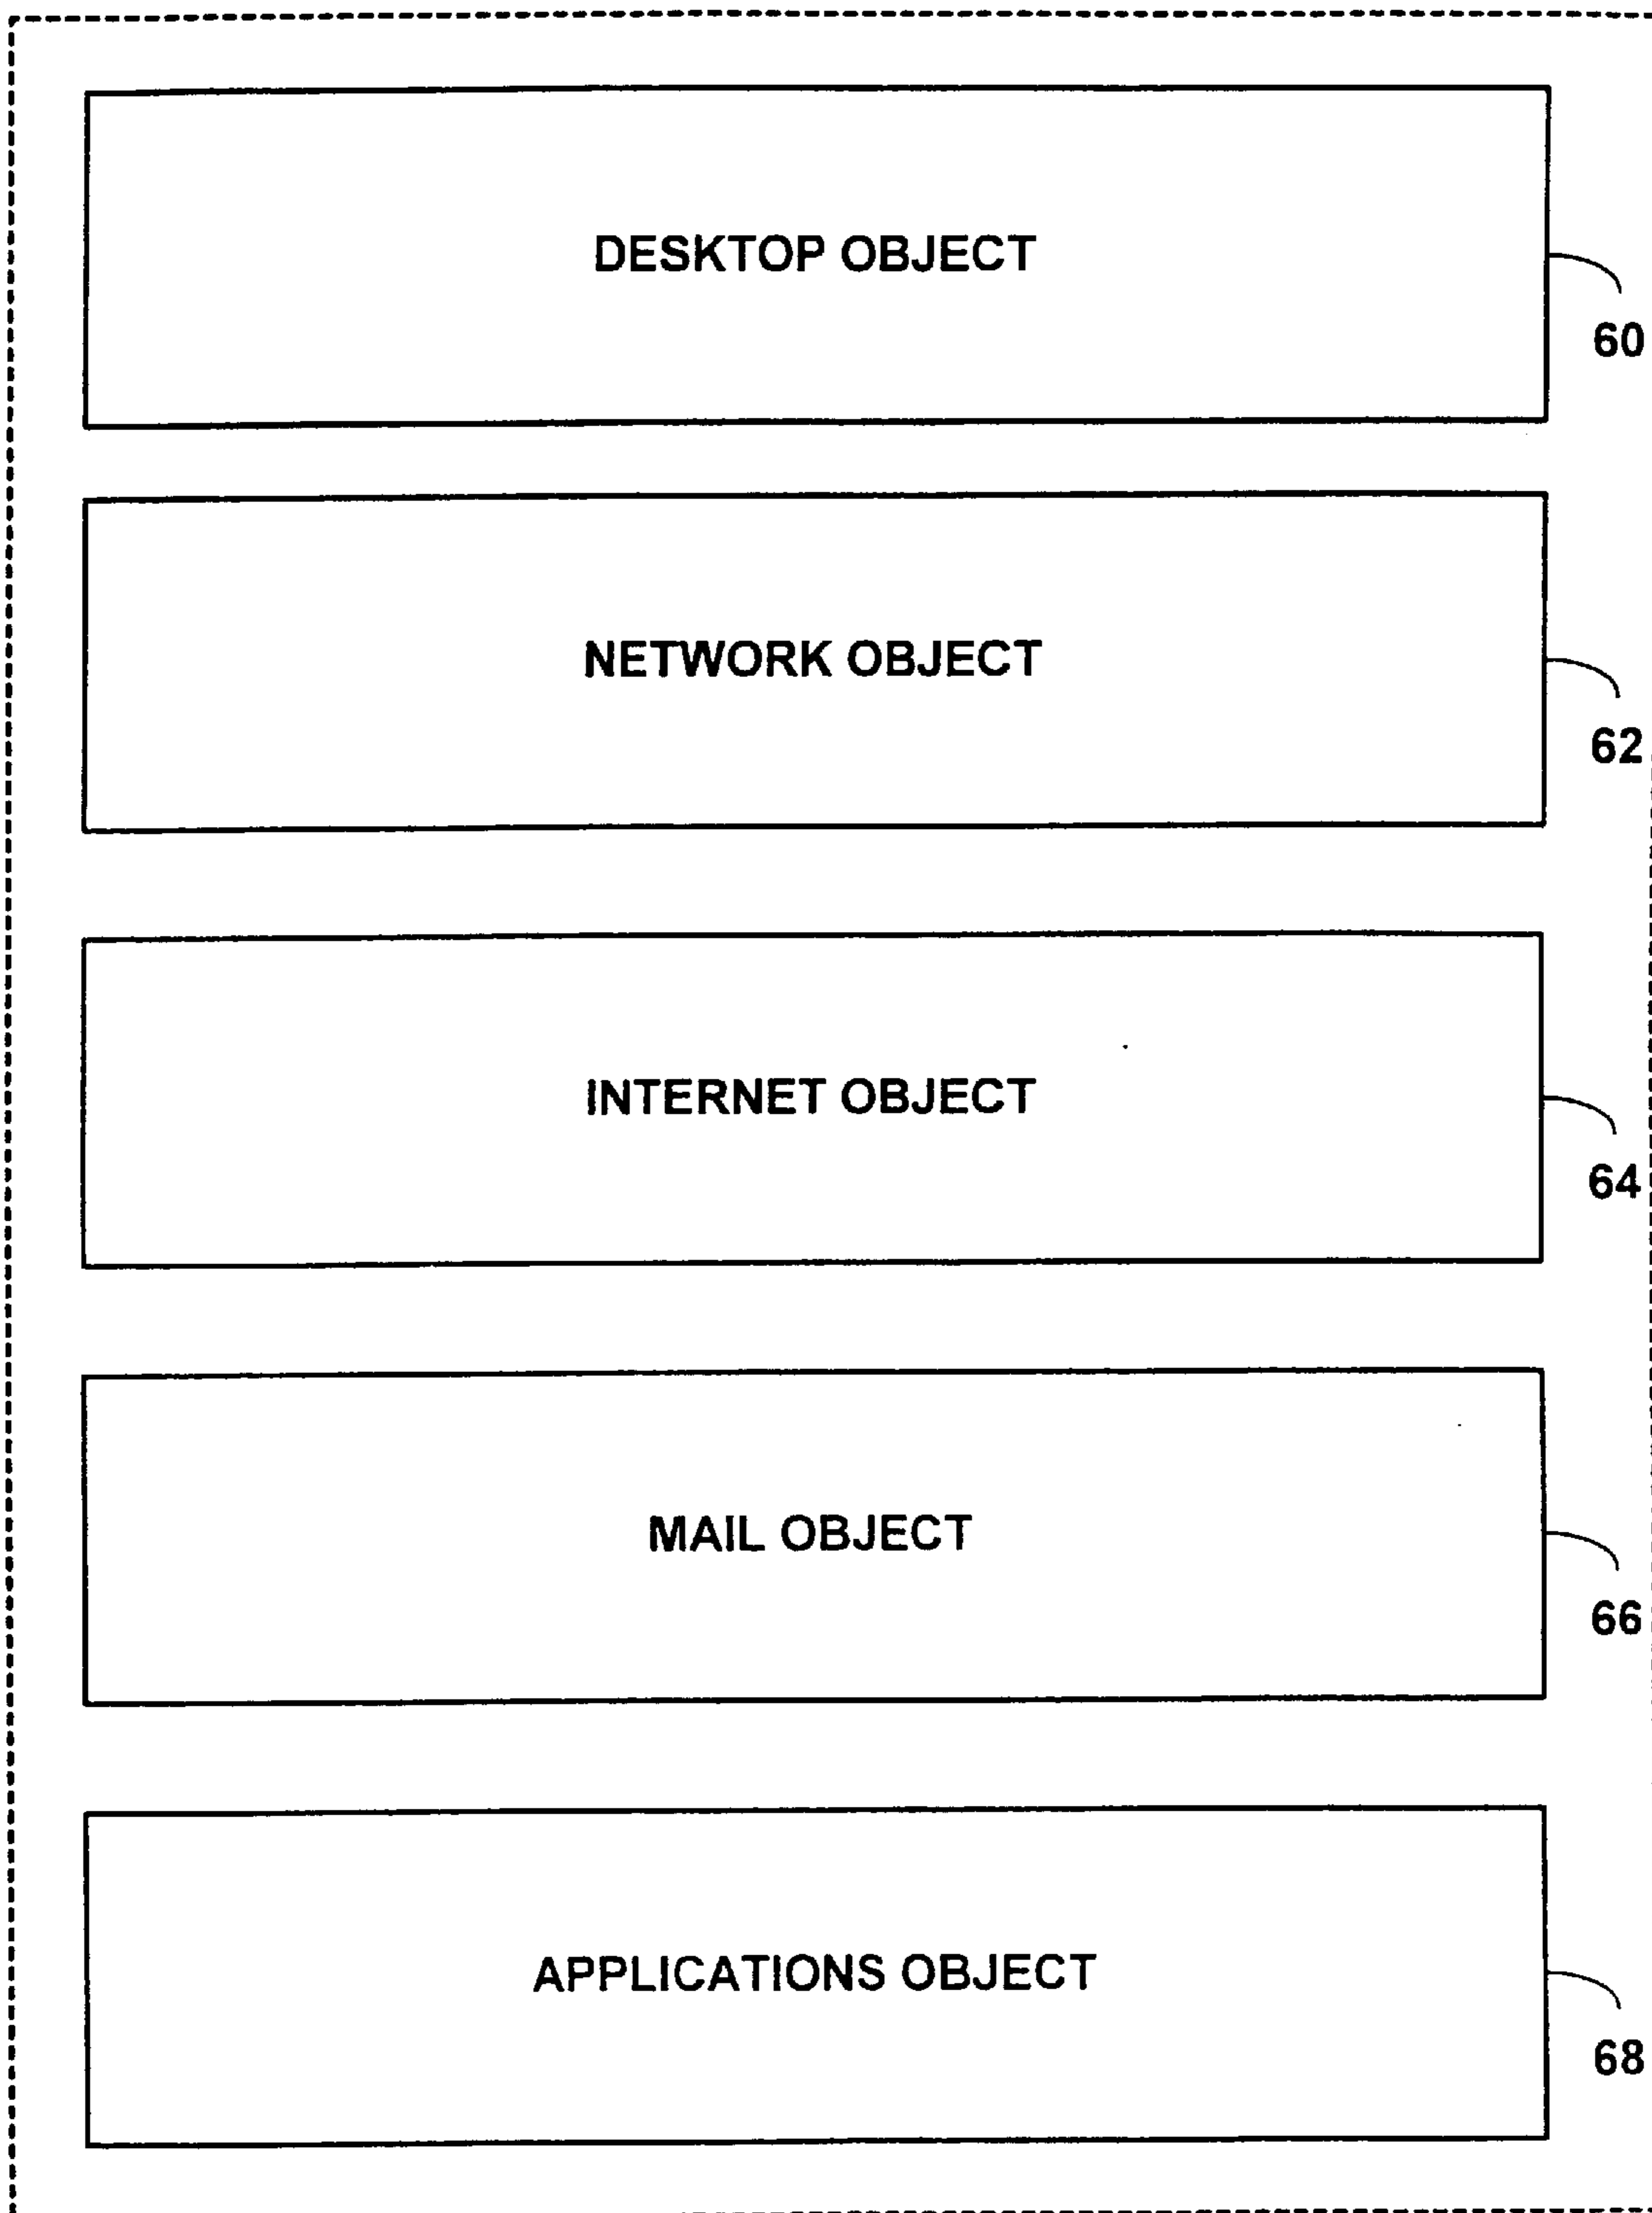 DESKTOP OBJECT
60
NETWORK OBJECT
62
INTERNET OBJECT
64
MAIL OBJECT
66
APPLICATIONS OBJECT
68